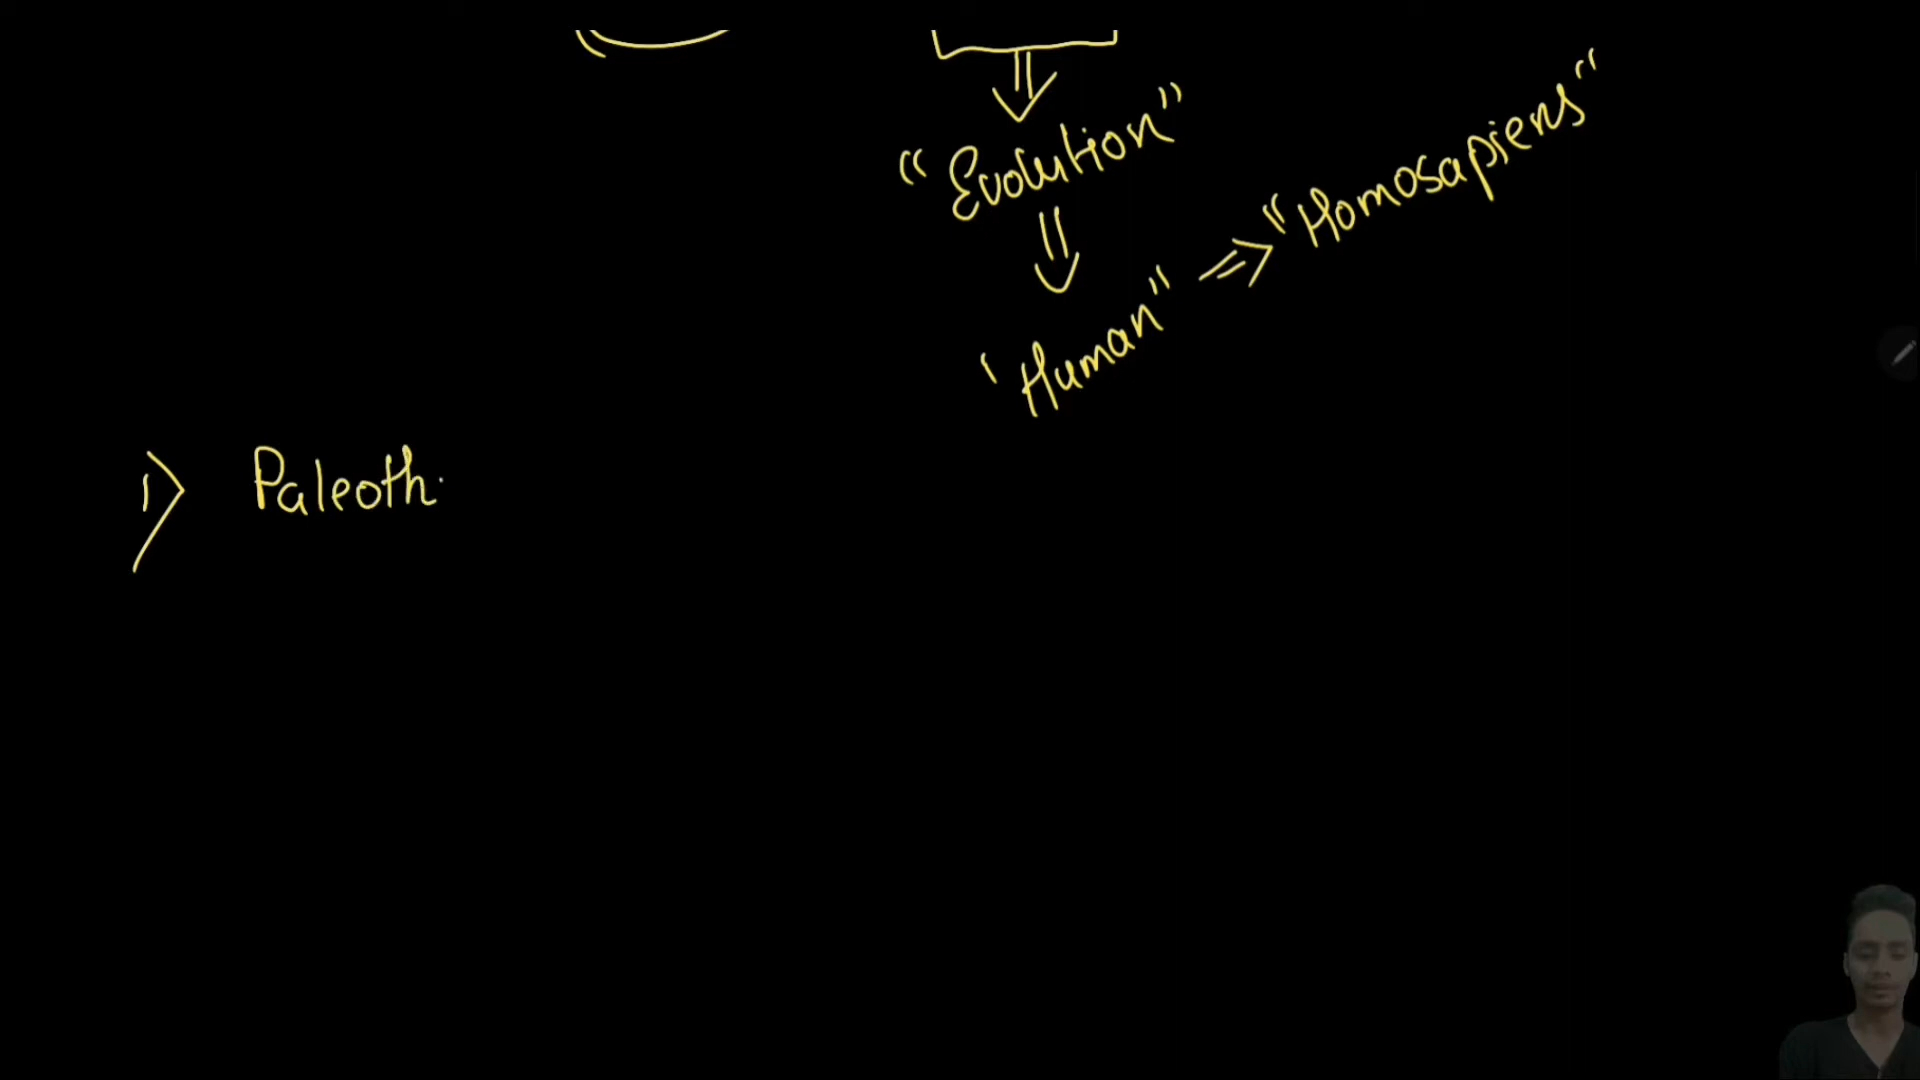 "Evolution"
'Human" => "Homosapiens"
1) Paleoth